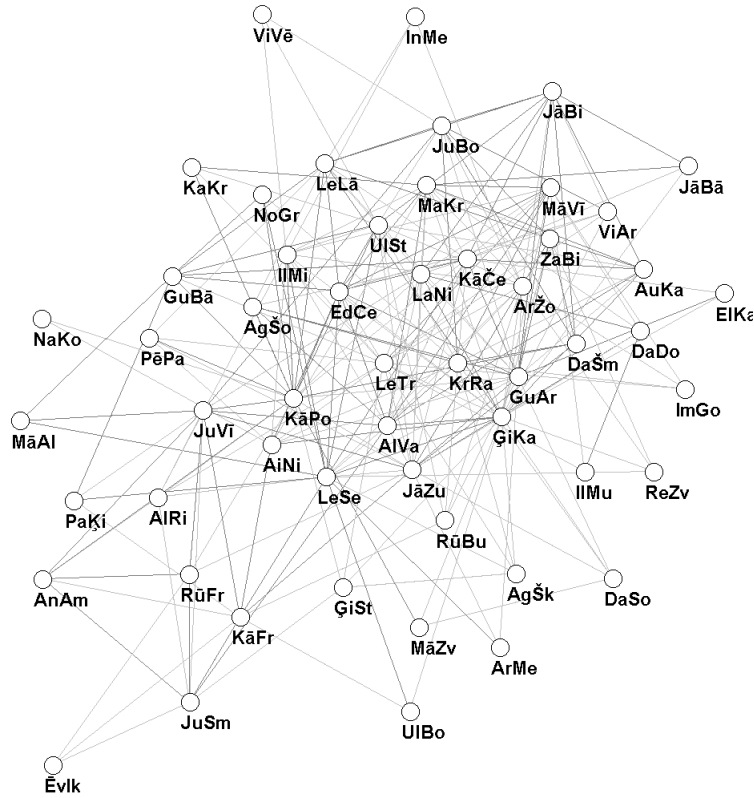 ViVē
InMe
JāBi
JuBo
KaKr
LeLā
JāBā
NoGr
MaKr
MāVī
ViAr
UlSt
ZaBi
IlMi
KāČe
GuBā
LaNi
AuKa
EdCe
ArŽo
ElKa
AgŠo
NaKo
DaDo
PēPa
DaŠm
LeTr
KrRa
GuAr
ImGo
KāPo
MāAl
JuVī
AlVa
ĢiKa
AiNi
LeSe
JāZu
IlMu
ReZv
PaĶi
AlRi
RūBu
AnAm
RūFr
ĢiSt
AgŠk
DaSo
KāFr
MāZv
ArMe
JuSm
UlBo
ĒvIk